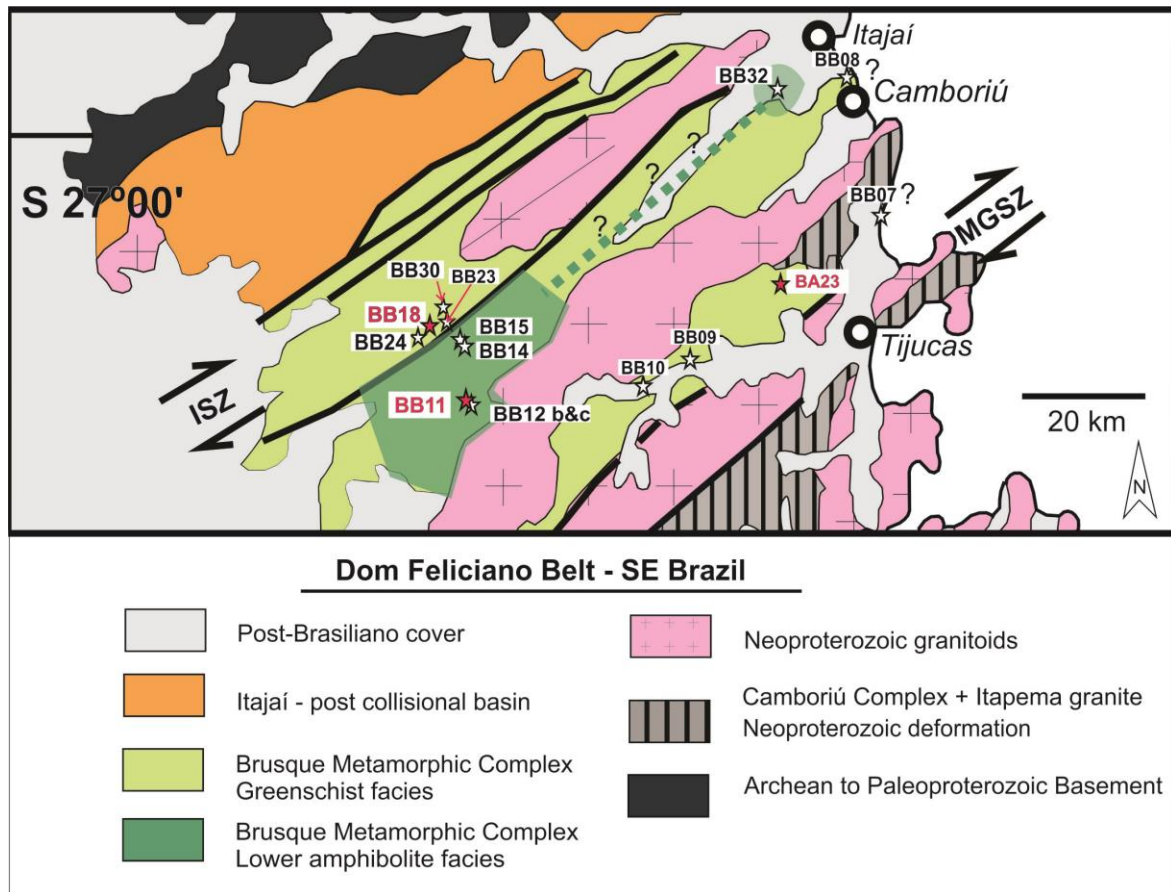 Itajaí
BB08
?
BB32
Camboriú
?
?
S 27º00'
BB07
?
MGSZ
?
BB30
BB23
BA23
BB18
BB15
BB24
BB14
BB09
Tijucas
BB10
ISZ
BB11
BB12 b&c
20 km
N
Dom Feliciano Belt - SE Brazil
Post-Brasiliano cover
Itajaí - post collisional basin
Brusque Metamorphic Complex
Greenschist facies
Brusque Metamorphic Complex
Lower amphibolite facies
Neoproterozoic granitoids
Camboriú Complex + Itapema granite
Neoproterozoic deformation
Archean to Paleoproterozoic Basement